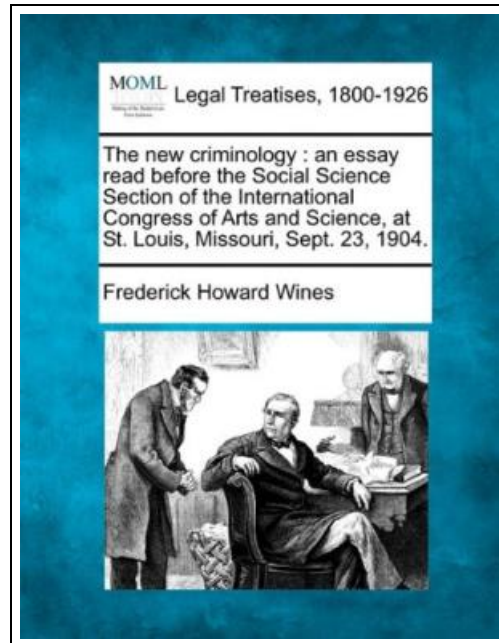 MOML
Legal Treatises, 1800-1926
The new criminology : an essay
read before the Social Science
Section of the International
Congress of Arts and Science, at
St. Louis, Missouri, Sept. 23, 1904.
Frederick Howard Wines